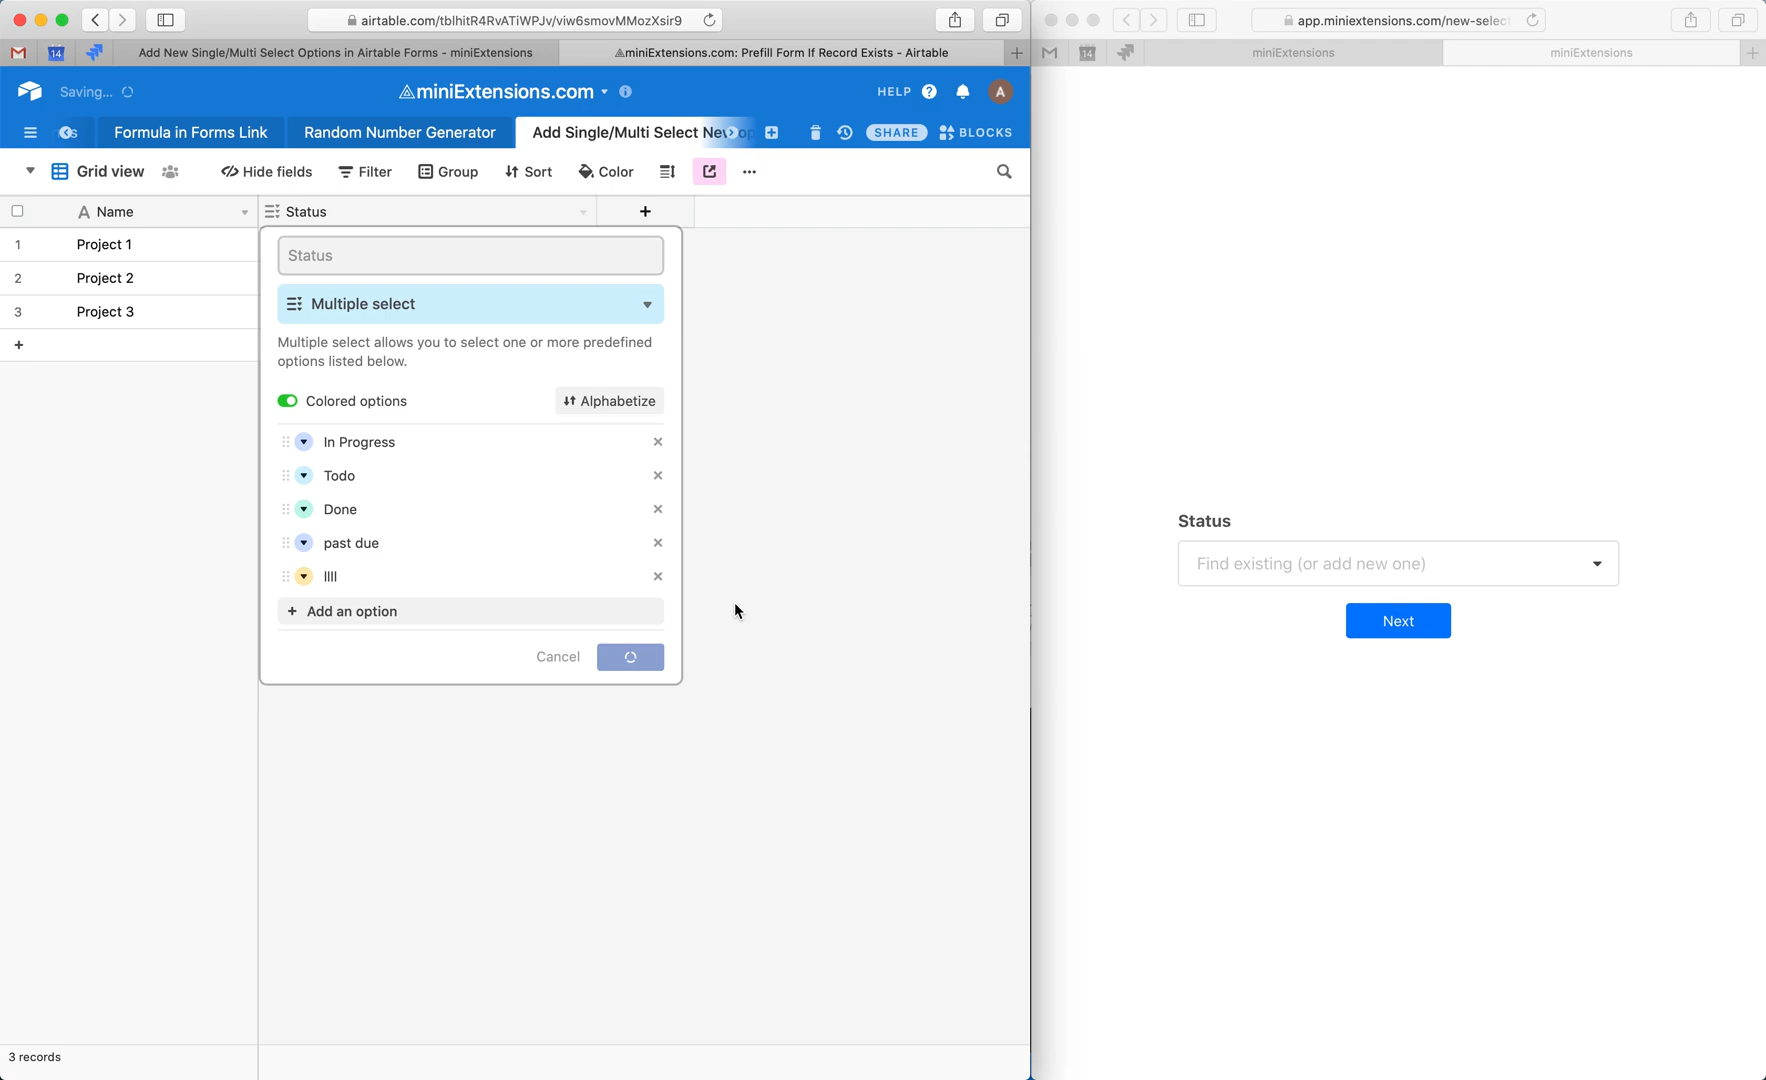 airtable.com/tblhitR4RvATiWPJv/viw6smovMMozXsir9
app.miniextensions.com/new-selec
14
Add New Single/Multi Select Options in Airtable Forms - miniExtensions
miniExtensions.com: Prefill Form If Record Exists - Airtable
14
miniExtensions
miniExtensions
Saving...
miniExtensions.com
HELP
A
Formula in Forms Link
Random Number Generator
Add Single/Multi Select New op
SHARE
BLOCKS
Grid view
Hide fields
Filter
Group
Sort
Color
Name
Status
1 Project 1
2 Project 2
3 Project 3
Status
Multiple select
Multiple select allows you to select one or more predefined
options listed below.
Colored options
Alphabetize
In Progress
Todo
Done
past due
llll
+ Add an option
Cancel
3 records
Status
Find existing (or add new one)
Next